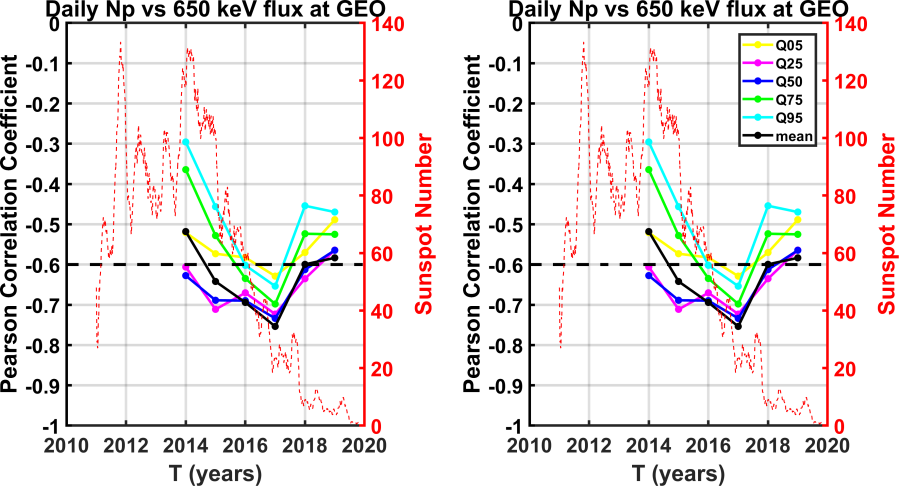 Daily Np vs 650 keV flux at GEO
0
-0.1
-0.2
-0.3
-0.4
-0.5
-0.6
-0.7
-0.8
-0.9
-1
Pearson Correlation Coefficient
2010 2012 2014 2016 2018 2020
T (years)
140
120
100
80
60
40
20
0
Sunspot Number
Daily Np vs 650 keV flux at GEO
0
-0.1
-0.2
-0.3
-0.4
-0.5
-0.6
-0.7
-0.8
-0.9
-1
Pearson Correlation Coefficient
Q05
Q25
Q50
Q75
Q95
mean
2010 2012 2014 2016 2018 2020
T (years)
140
120
100
80
60
40
20
0
Sunspot Number